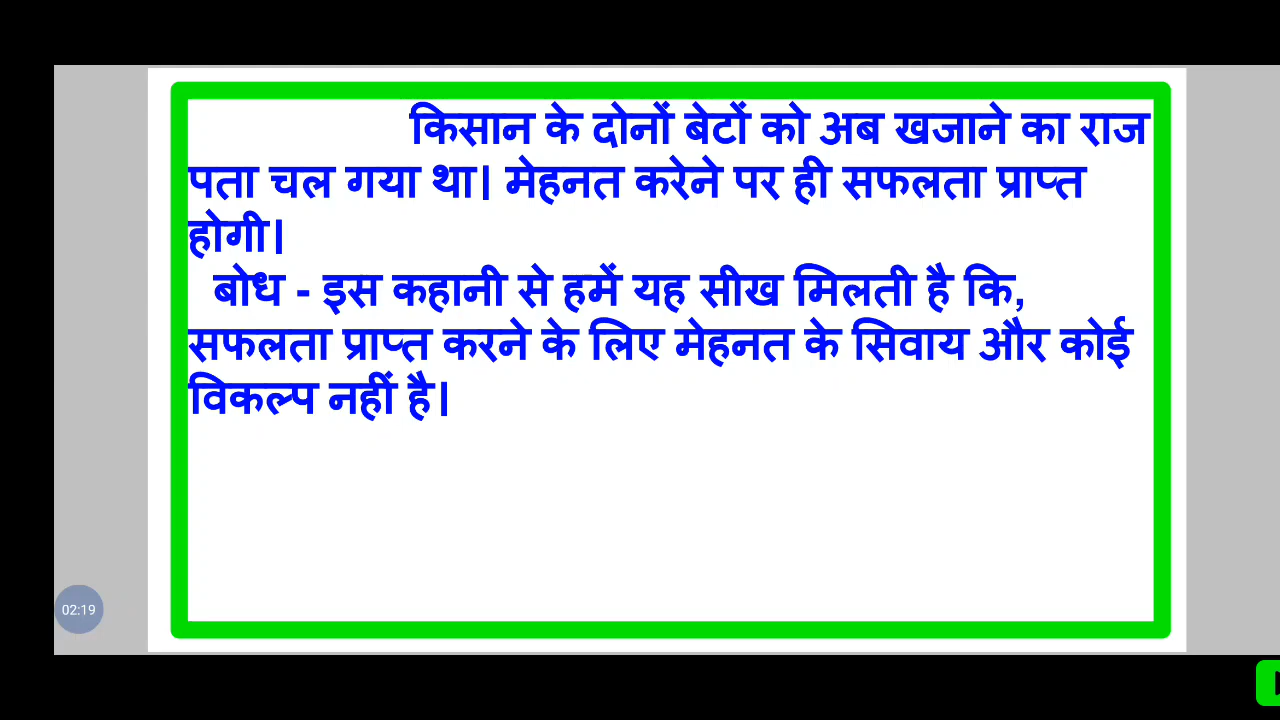 किसान के दोनों बेटों को अब खजाने का राज
पता चल गया था। मेहनत करेने पर ही सफलता प्राप्त
होगी।
बोध - इस कहानी से हमें यह सीख मिलती है कि,
सफलता प्राप्त करने के लिए मेहनत के सिवाय और कोई
विकल्प नहीं है।
02:19